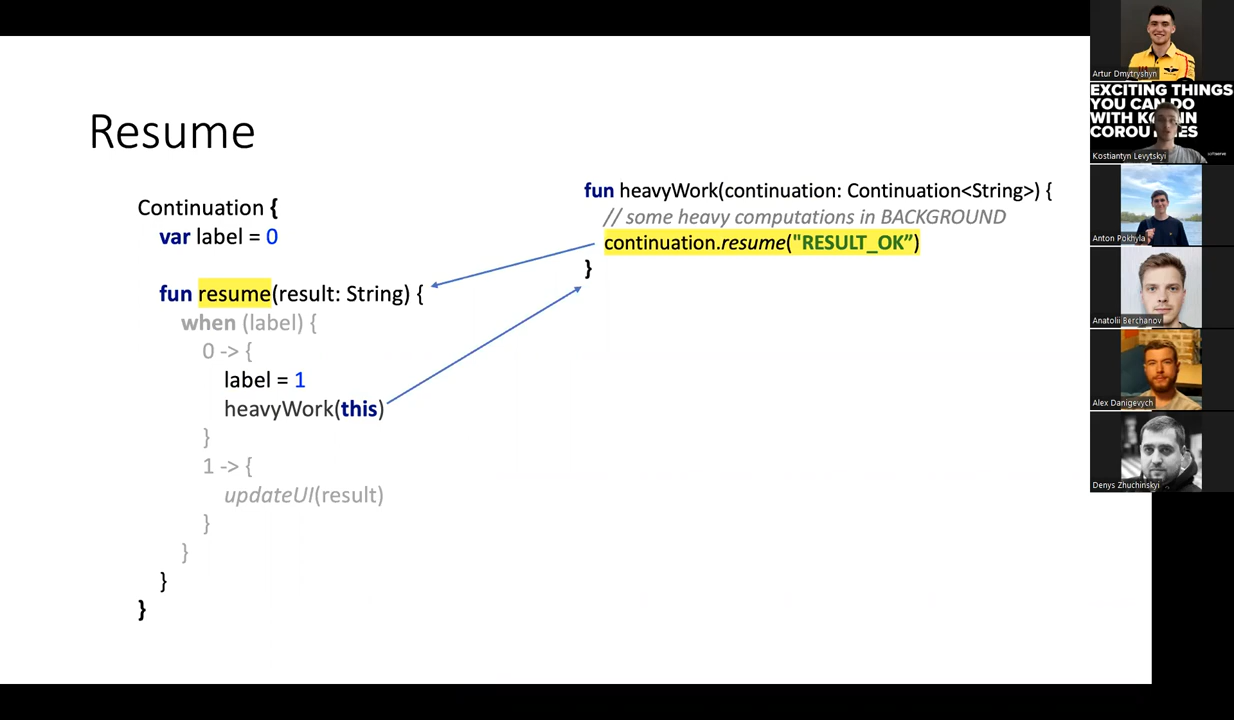 Resume
Continuation {
var label = 0
fun resume(result: String) {
when (label) {
0 -> {
label = 1
heavyWork(this)
}
1 -> {
updateUI(result)
}
}
}
}
fun heavyWork(continuation: Continuation<String>) {
// some heavy computations in BACKGROUND
continuation.resume("RESULT_OK”)
}
Artur Dmytryshyn
EXCITING THINGS
YOU CAN DO
WITH
Kostiantyn Levytskyi
Anton Pokhyla
Anatolii Berchanov
Alex Danigevych
Denys Zhuchinskyi